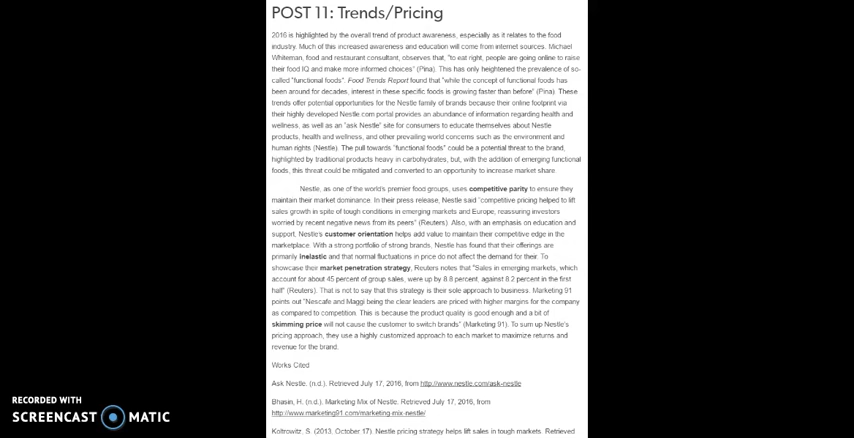 POST 11: Trends/Pricing
2016 is highlighted by the overall trend of product awareness, especially as it relates to the food
industry. Much of this increased awareness and education will come from internet sources. Michael
Whiteman, food and restaurant consultant, observes that, "to eat right, people are going online to raise
their food IQ and make more informed choices" (Pina). This has only heightened the prevalence of so-
called "functional foods". Food Trends Report found that "while the concept of functional foods has
been around for decades, interest in these specific foods is growing faster than before" (Pina). These
trends offer potential opportunities for the Nestle family of brands because their online footprint via
their highly developed Nestle.com portal provides an abundance of information regarding health and
wellness, as well as an "ask Nestle" site for consumers to educate themselves about Nestle
products, health and wellness, and other prevailing world concerns such as the environment and
human rights (Nestle). The pull towards "functional foods" could be a potential threat to the brand,
highlighted by traditional products heavy in carbohydrates, but, with the addition of emerging functional
foods, this threat could be mitigated and converted to an opportunity to increase market share.
Nestle, as one of the world's premier food groups, uses competitive parity to ensure they
maintain their market dominance. In their press release, Nestle said "competitive pricing helped to lift
sales growth in spite of tough conditions in emerging markets and Europe, reassuring investors
worried by recent negative news from its peers" (Reuters). Also, with an emphasis on education and
support, Nestle's customer orientation helps add value to maintain their competitive edge in the
marketplace. With a strong portfolio of strong brands, Nestle has found that their offerings are
primarily inelastic and that normal fluctuations in price do not affect the demand for their. To
showcase their market penetration strategy, Reuters notes that "Sales in emerging markets, which
account for about 45 percent of group sales, were up by 8.8 percent, against 8.2 percent in the first
half" (Reuters). That is not to say that this strategy is their sole approach to business. Marketing 91
points out "Nescafe and Maggi being the clear leaders are priced with higher margins for the company
as compared to competition. This is because the product quality is good enough and a bit of
skimming price will not cause the customer to switch brands" (Marketing 91). To sum up Nestle's
pricing approach, they use a highly customized approach to each market to maximize returns and
revenue for the brand.
Works Cited
Ask Nestle. (n.d.). Retrieved July 17, 2016, from http://www.nestle.com/ask-nestle
Bhasin, H. (n.d.). Marketing Mix of Nestle. Retrieved July 17, 2016, from
http://www.marketing91.com/marketing-mix-nestle/
Koltrowitz, S. (2013, October 17). Nestle pricing strategy helps lift sales in tough markets. Retrieved
RECORDED WITH
SCREENCAST MATIC